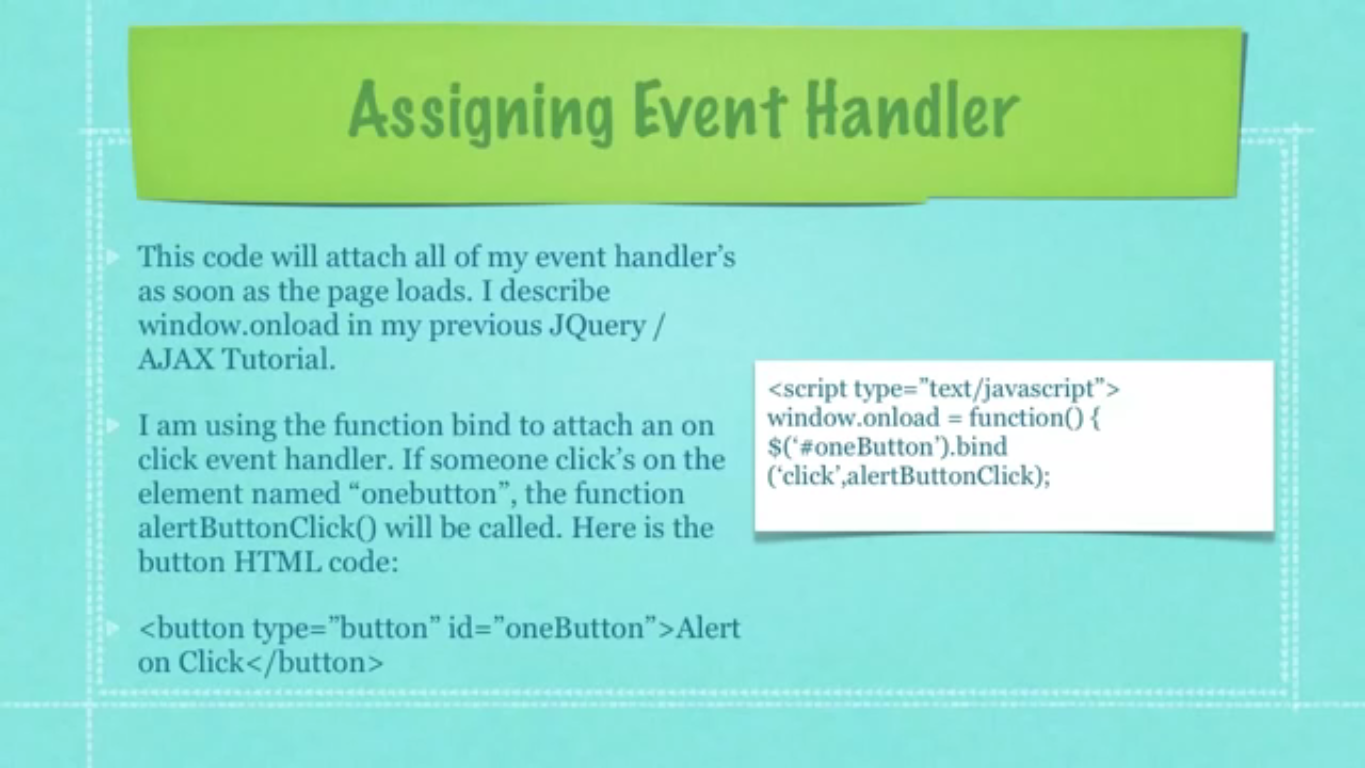 Assigning Event Handler
This code will attach all of my event handler’s
as soon as the page loads. I describe
window.onload in my previous JQuery /
AJAX Tutorial.
I am using the function bind to attach an on
click event handler. If someone click’s on the
element named “onebutton”, the function
alertButtonClick() will be called. Here is the
button HTML code:
<button type=”button” id=”oneButton”>Alert
on Click</button>
<script type=”text/javascript”>
window.onload = function() {
$(‘#oneButton’).bind
(‘click’,alertButtonClick);